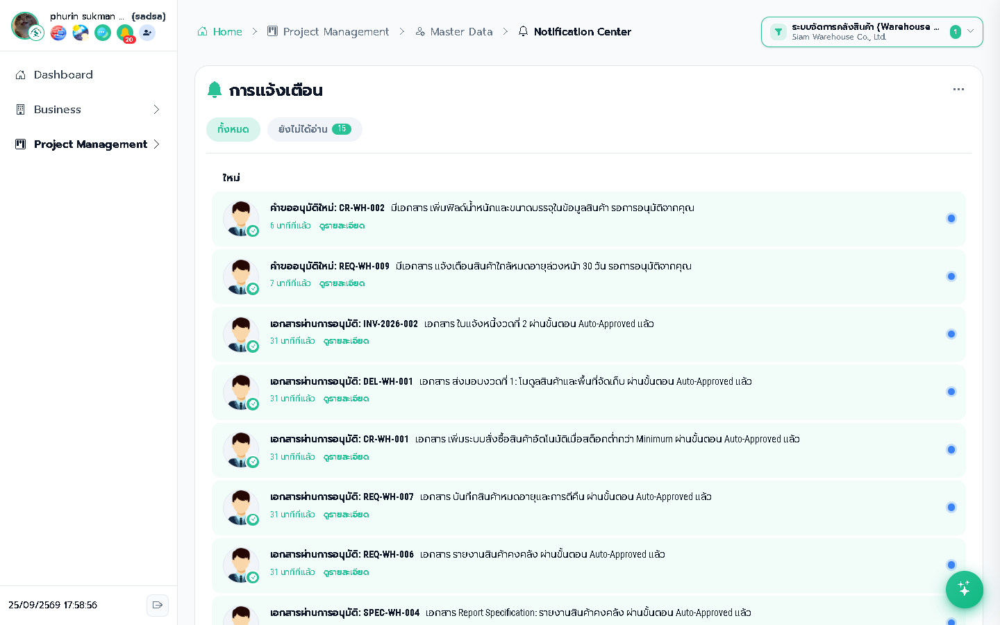 phurin sukman ... (sadsa)
20
Dashboard
Business
Project Management
25/09/2569 17:58:56
Home > Project Management > Master Data > Notification Center
ระบบจัดการคลังสินค้า (Warehouse ...
Siam Warehouse Co., Ltd.
1
การแจ้งเตือน
ทั้งหมด
ยังไม่ได้อ่าน 15
ใหม่
คำขออนุมัติใหม่: CR-WH-002 มีเอกสาร เพิ่มฟิลด์น้ำหนักและขนาดบรรจุในข้อมูลสินค้า รอการอนุมัติจากคุณ
6 นาทีที่แล้ว ดูรายละเอียด
คำขออนุมัติใหม่: REQ-WH-009 มีเอกสาร แจ้งเตือนสินค้าใกล้หมดอายุล่วงหน้า 30 วัน รอการอนุมัติจากคุณ
7 นาทีที่แล้ว ดูรายละเอียด
เอกสารผ่านการอนุมัติ: INV-2026-002 เอกสาร ใบแจ้งหนี้งวดที่ 2 ผ่านขั้นตอน Auto-Approved แล้ว
31 นาทีที่แล้ว ดูรายละเอียด
เอกสารผ่านการอนุมัติ: DEL-WH-001 เอกสาร ส่งมอบงวดที่ 1: โมดูลสินค้าและพื้นที่จัดเก็บ ผ่านขั้นตอน Auto-Approved แล้ว
31 นาทีที่แล้ว ดูรายละเอียด
เอกสารผ่านการอนุมัติ: CR-WH-001 เอกสาร เพิ่มระบบสั่งซื้อสินค้าอัตโนมัติเมื่อสต็อกต่ำกว่า Minimum ผ่านขั้นตอน Auto-Approved แล้ว
31 นาทีที่แล้ว ดูรายละเอียด
เอกสารผ่านการอนุมัติ: REQ-WH-007 เอกสาร บันทึกสินค้าหมดอายุและการตีคืน ผ่านขั้นตอน Auto-Approved แล้ว
31 นาทีที่แล้ว ดูรายละเอียด
เอกสารผ่านการอนุมัติ: REQ-WH-006 เอกสาร รายงานสินค้าคงคลัง ผ่านขั้นตอน Auto-Approved แล้ว
31 นาทีที่แล้ว ดูรายละเอียด
เอกสารผ่านการอนุมัติ: SPEC-WH-004 เอกสาร Report Specification: รายงานสินค้าคงคลัง ผ่านขั้นตอน Auto-Approved แล้ว